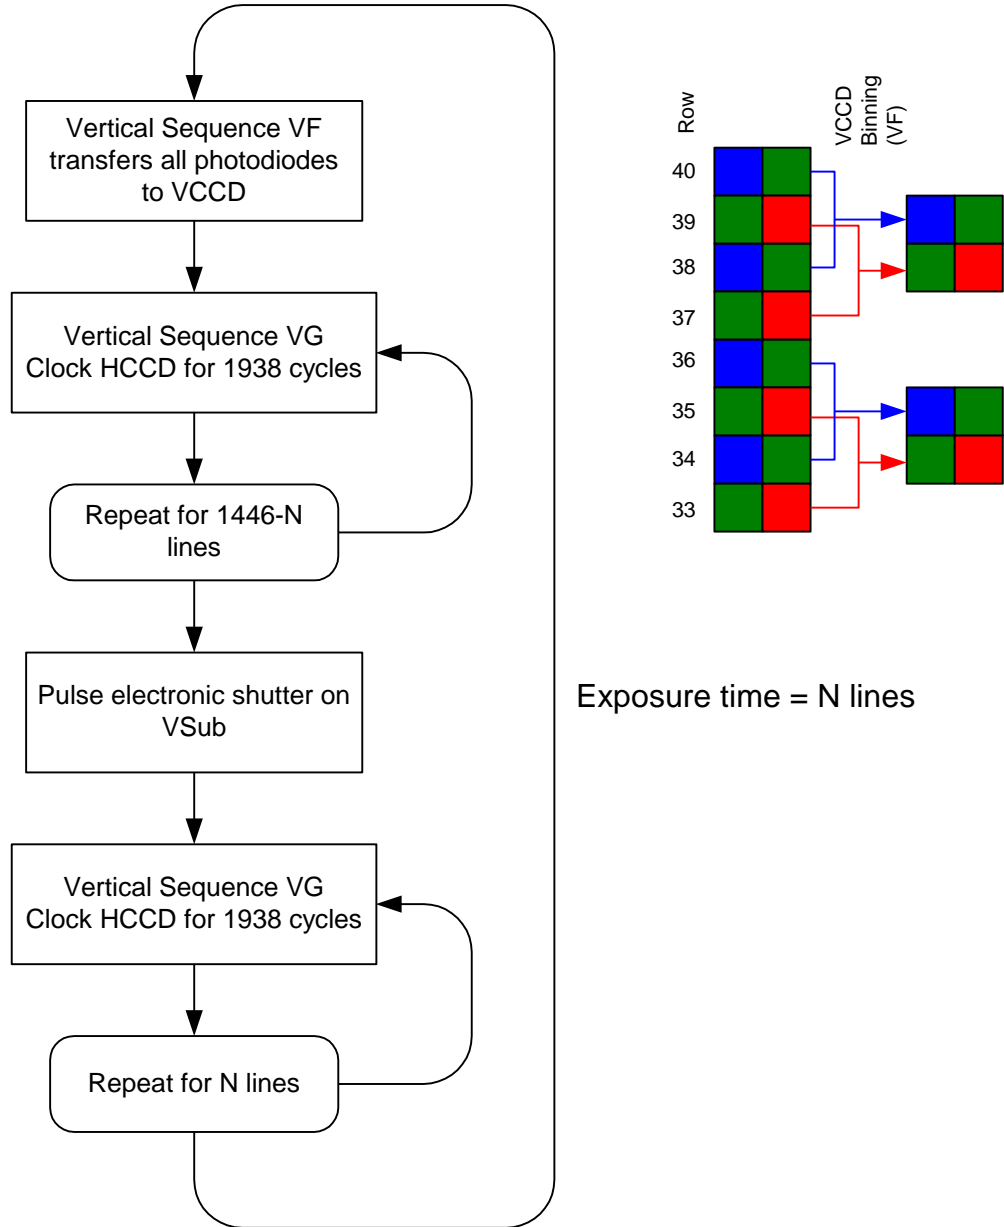 Vertical Sequence VF
transfers all photodiodes
to VCCD
Vertical Sequence VG
Clock HCCD for 1938 cycles
Repeat for 1446-N
lines
Pulse electronic shutter on
VSub
Vertical Sequence VG
Clock HCCD for 1938 cycles
Repeat for N lines
Row
VCCD
Binning
(VF)
40
39
38
37
36
35
34
33
Exposure time = N lines